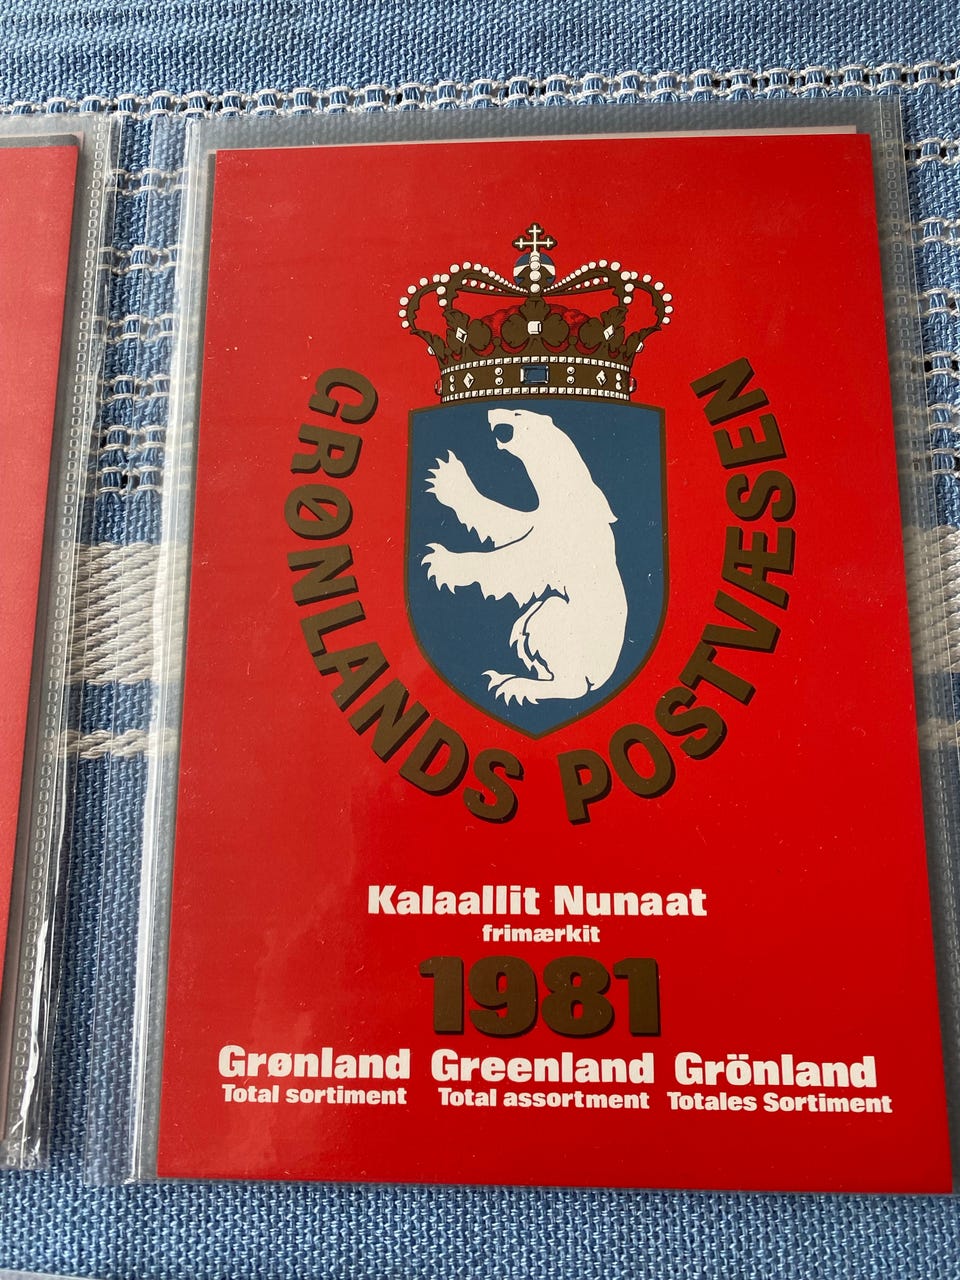 GRØNLANDS POSTVÆSEN
Kalaallit Nunaat
frimærkit
1981
Grønland Greenland Grönland
Total sortiment Total assortment Totales Sortiment